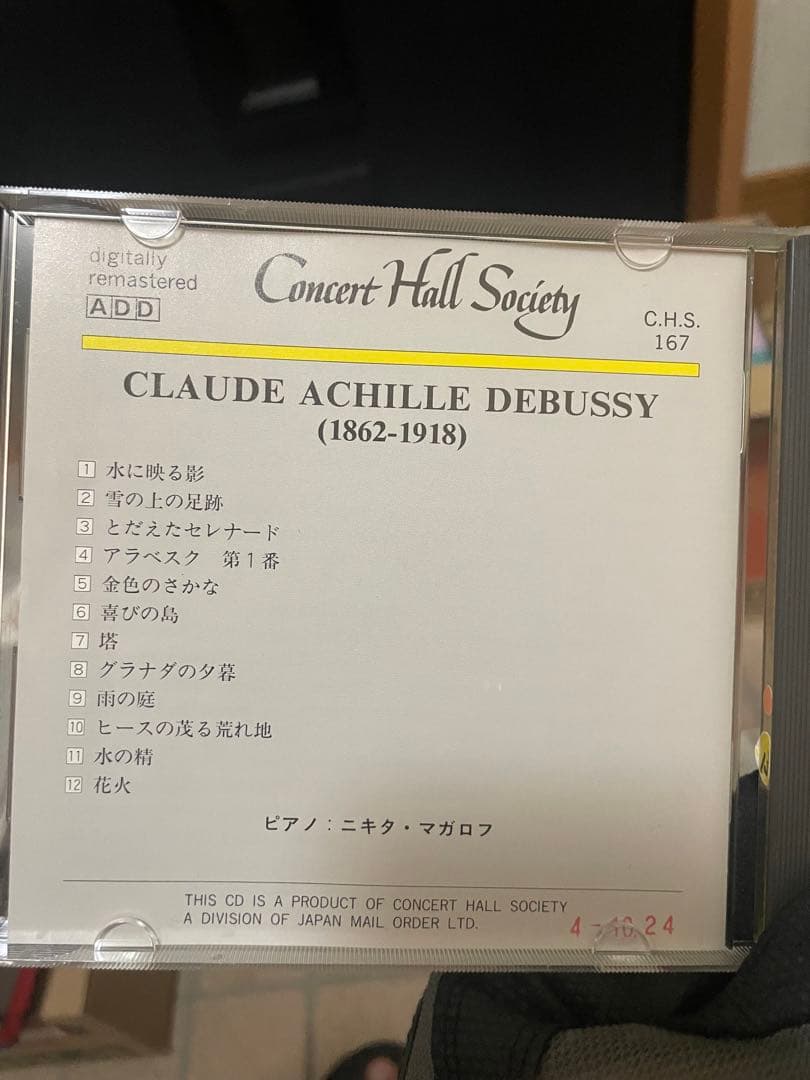 digitally
remastered
ADD
Concert Hall Society
C.H.S.
167
CLAUDE ACHILLE DEBUSSY
(1862-1918)
1 水に映る影
2 雪の上の足跡
3 とだえたセレナード
4 アラベスク 第1番
5 金色のさかな
6 喜びの島
7 塔
8 グラナダの夕暮
9 雨の庭
10 ヒースの茂る荒れ地
11 水の精
12 花火
ピアノ：ニキタ・マガロフ
THIS CD IS A PRODUCT OF CONCERT HALL SOCIETY
A DIVISION OF JAPAN MAIL ORDER LTD.
4-10.24